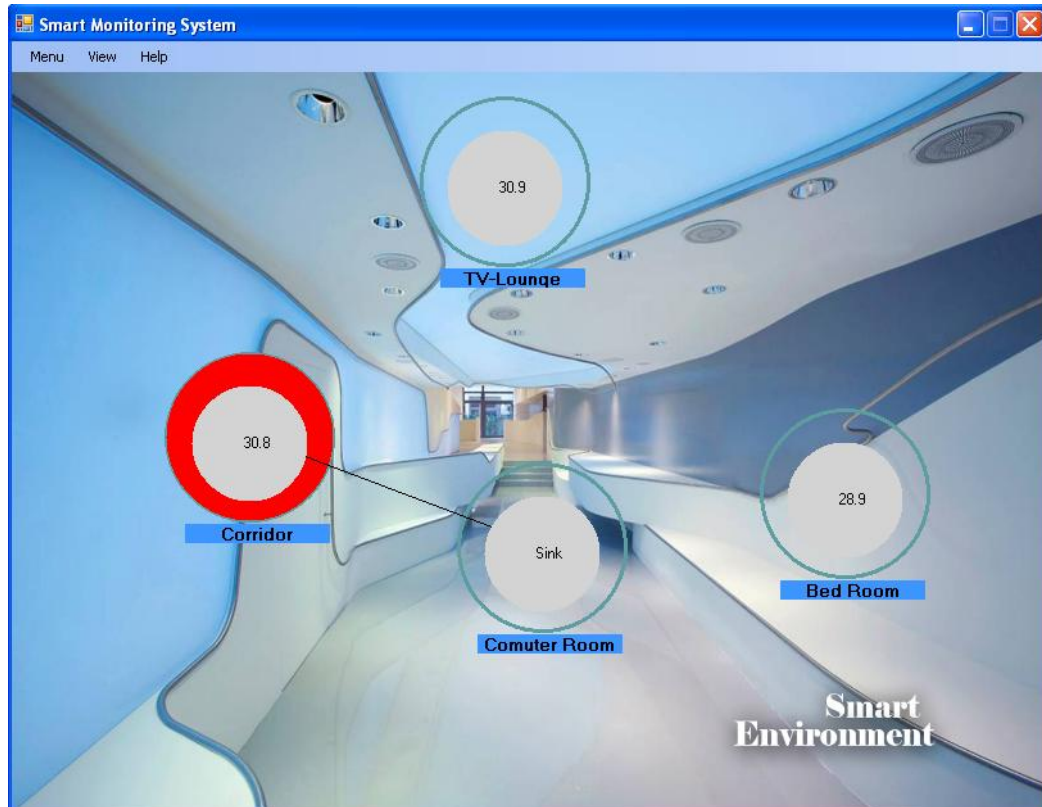 Smart Monitoring System
Menu View Help
30.9
TV-Lounge
30.8
Corridor
28.9
Bed Room
Sink
Comuter Room
Smart
Environment